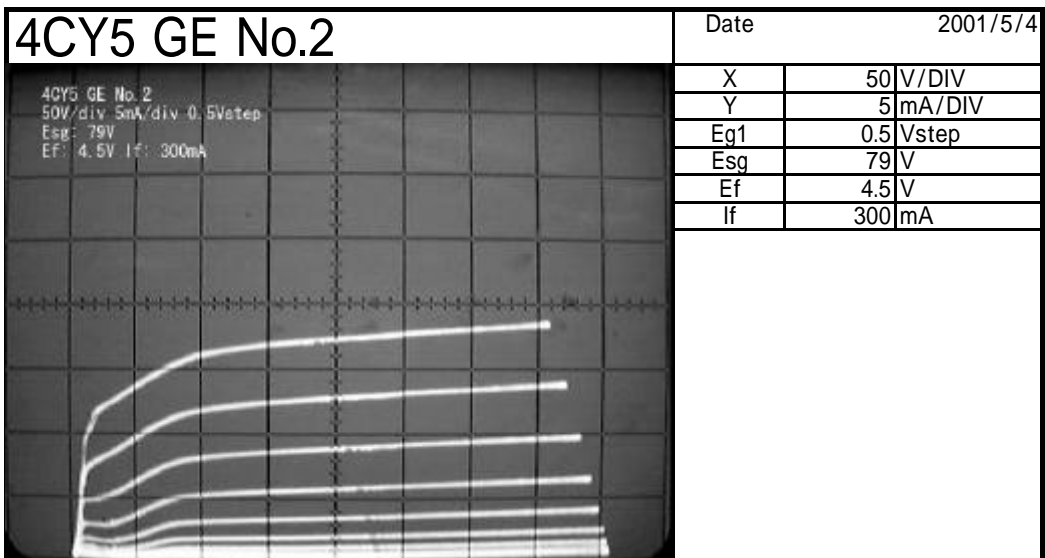 4CY5 GE No.2
Date 2001/5/4
4CY5 GE No.2
50V/div 5mA/div 0.5Vstep
Esg: 79V
Ef: 4.5V If: 300mA
X 50 V/DIV
Y 5 mA/DIV
Eg1 0.5 Vstep
Esg 79 V
Ef 4.5 V
If 300 mA